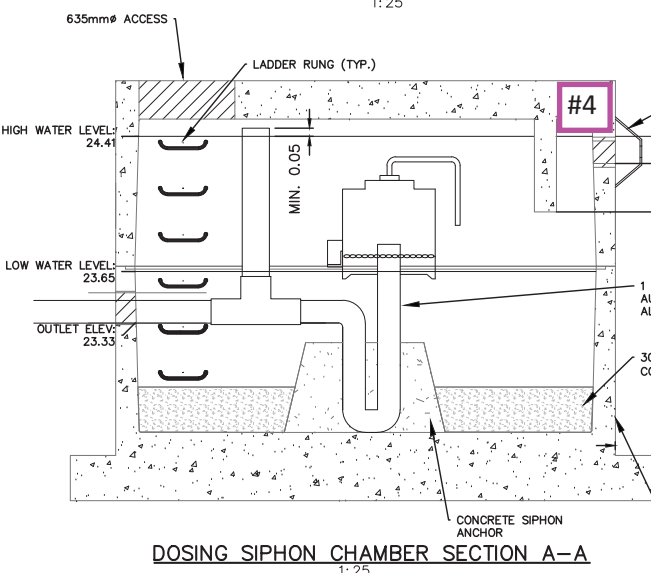 1:25
635mmø ACCESS
LADDER RUNG (TYP.)
#4
HIGH WATER LEVEL:
24.41
MIN. 0.05
LOW WATER LEVEL:
23.65
1
AU
AL
OUTLET ELEV:
23.33
30
CO
CONCRETE SIPHON
ANCHOR
DOSING SIPHON CHAMBER SECTION A-A
1:25